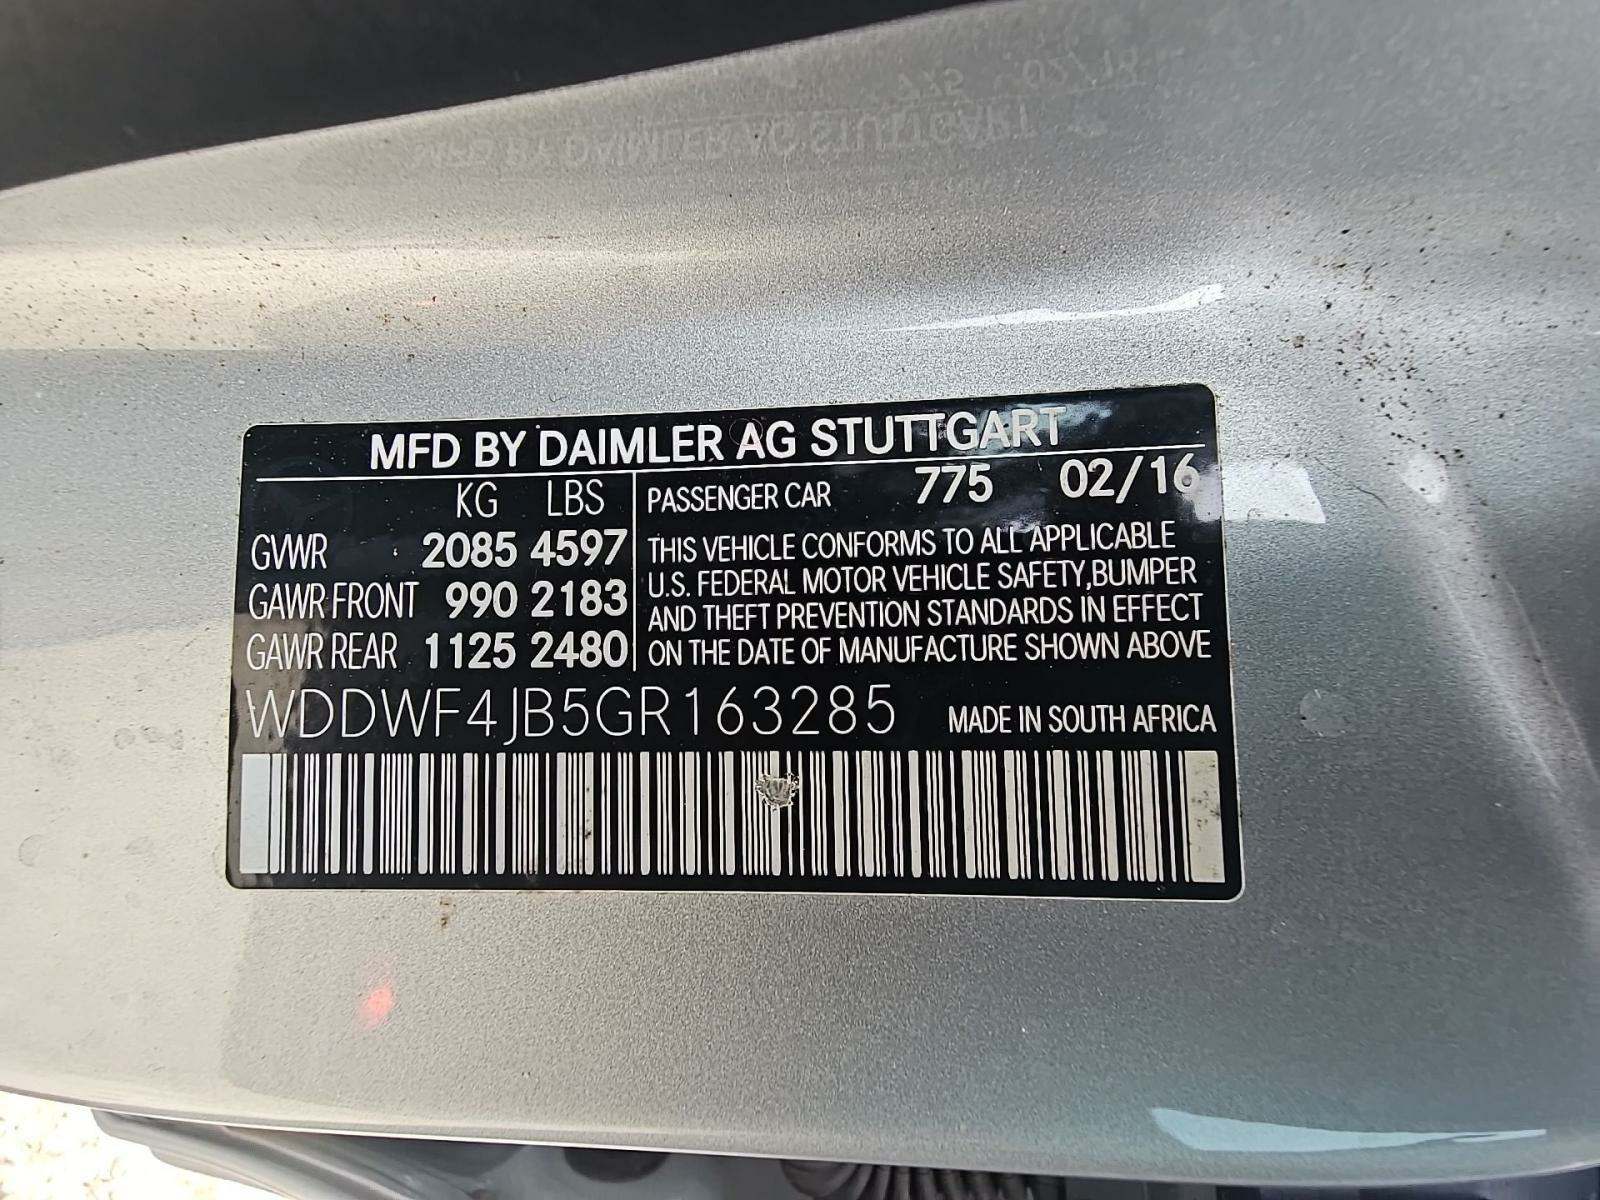 MFD BY DAIMLER AG STUTTGART
KG LBS
GVWR 2085 4597
GAWR FRONT 990 2183
GAWR REAR 1125 2480
PASSENGER CAR 775 02/16
THIS VEHICLE CONFORMS TO ALL APPLICABLE
U.S. FEDERAL MOTOR VEHICLE SAFETY,BUMPER
AND THEFT PREVENTION STANDARDS IN EFFECT
ON THE DATE OF MANUFACTURE SHOWN ABOVE
WDDWF4JB5GR163285 MADE IN SOUTH AFRICA